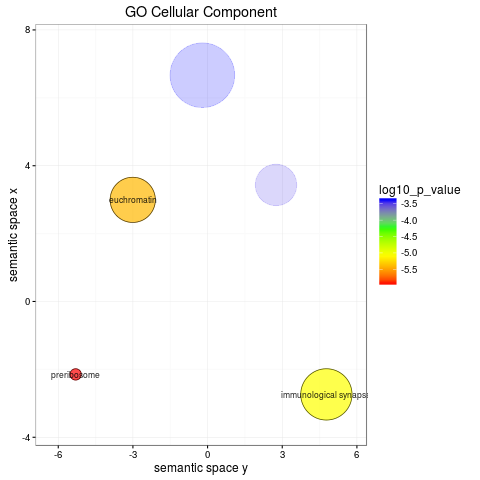 GO Cellular Component
8
4
0
-4
semantic space x
euchromatin
preribosome
immunological synaps
-6
-3
0
3
6
semantic space y
log10_p_value
-3.5
-4.0
-4.5
-5.0
-5.5